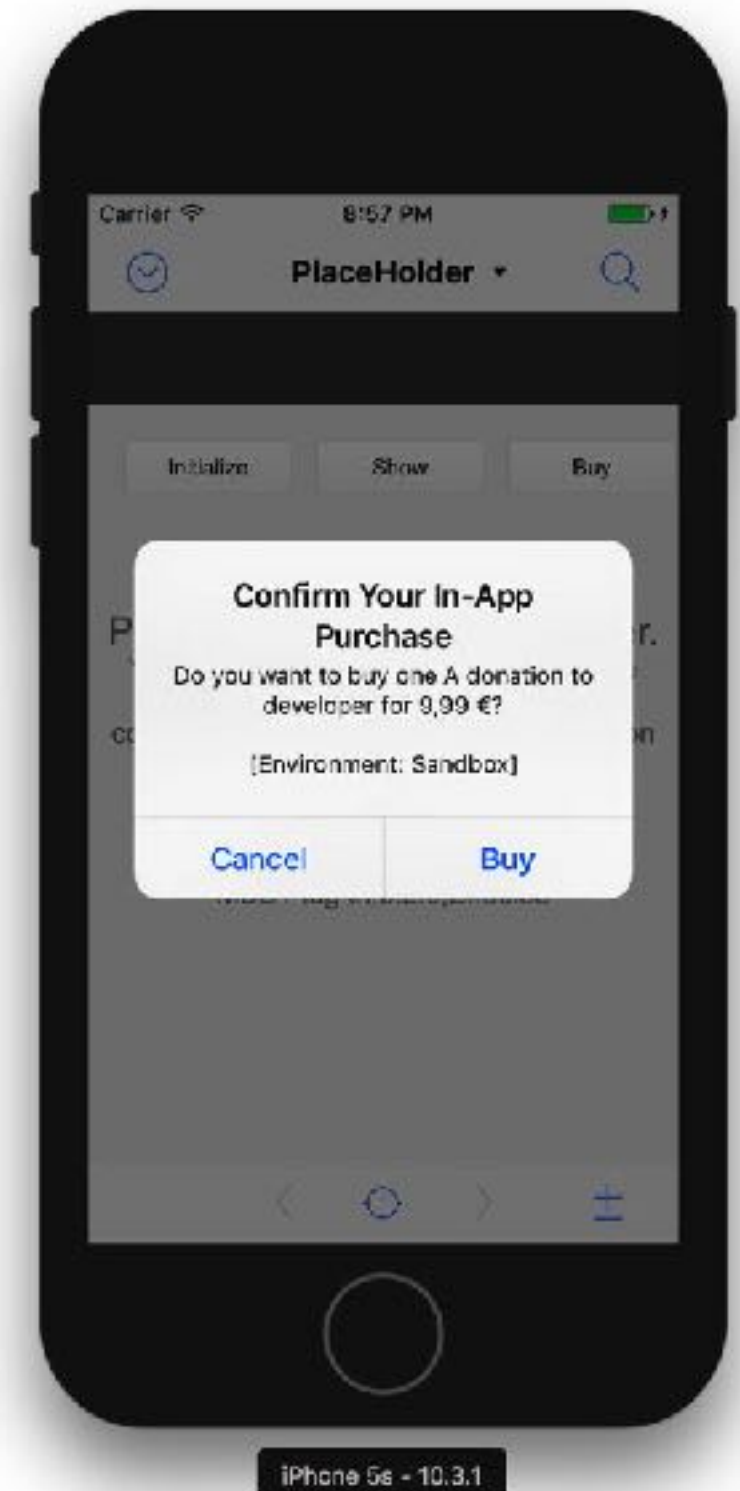 Carrier
8:57 PM
PlaceHolder
Initialize
Show
Buy
Confirm Your In-App
Purchase
Do you want to buy one A donation to
developer for 9,99 €?
[Environment: Sandbox]
Cancel
Buy
iPhone 5s - 10.3.1